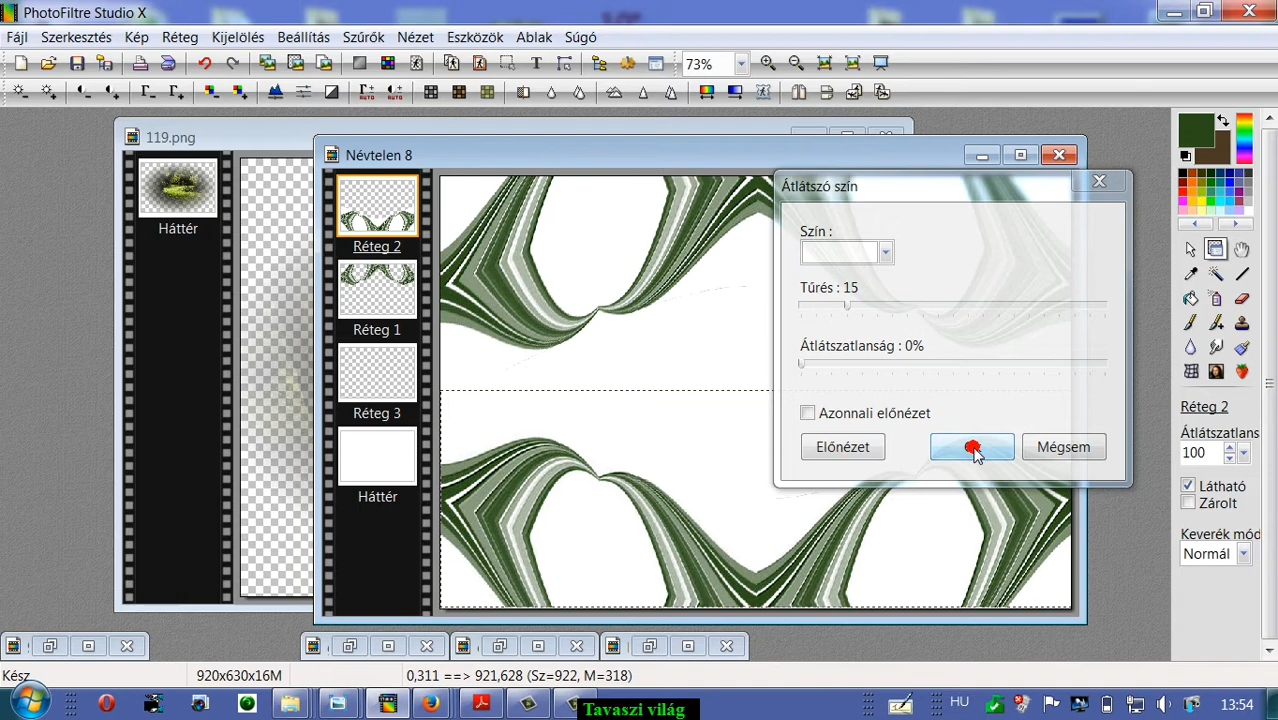 PhotoFiltre Studio X
Fájl Szerkesztés Kép Réteg Kijelölés Beállítás Szűrők Nézet Eszközök Ablak Súgó
73%
119.png
Háttér
Névtelen 8
Réteg 2
Réteg 1
Réteg 3
Háttér
Átlátszó szín
Szín :
Tűrés : 15
Átlátszatlanság : 0%
Azonnali előnézet
Előnézet
Mégsem
Réteg 2
Átlátszatlans
100
Látható
Zárolt
Keverék mód
Normál
Kész 920x630x16M 0,311 ==> 921,628 (Sz=922, M=318)
HU 13:54
Tavaszi világ